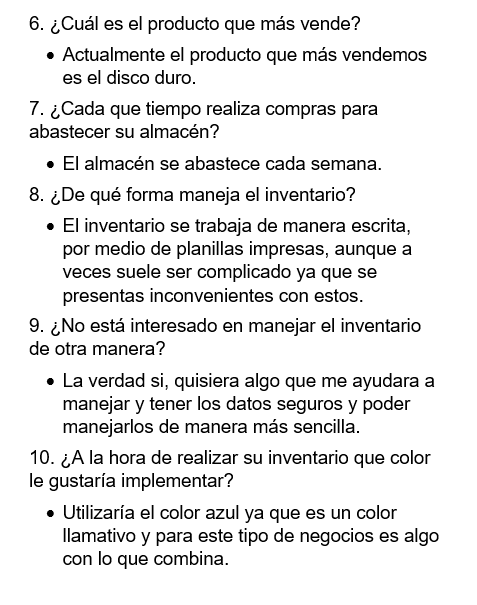 6. ¿Cuál es el producto que más vende?
• Actualmente el producto que más vendemos
es el disco duro.
7. ¿Cada que tiempo realiza compras para
abastecer su almacén?
• El almacén se abastece cada semana.
8. ¿De qué forma maneja el inventario?
• El inventario se trabaja de manera escrita,
por medio de planillas impresas, aunque a
veces suele ser complicado ya que se
presentas inconvenientes con estos.
9. ¿No está interesado en manejar el inventario
de otra manera?
• La verdad si, quisiera algo que me ayudara a
manejar y tener los datos seguros y poder
manejarlos de manera más sencilla.
10. ¿A la hora de realizar su inventario que color
le gustaría implementar?
• Utilizaría el color azul ya que es un color
llamativo y para este tipo de negocios es algo
con lo que combina.